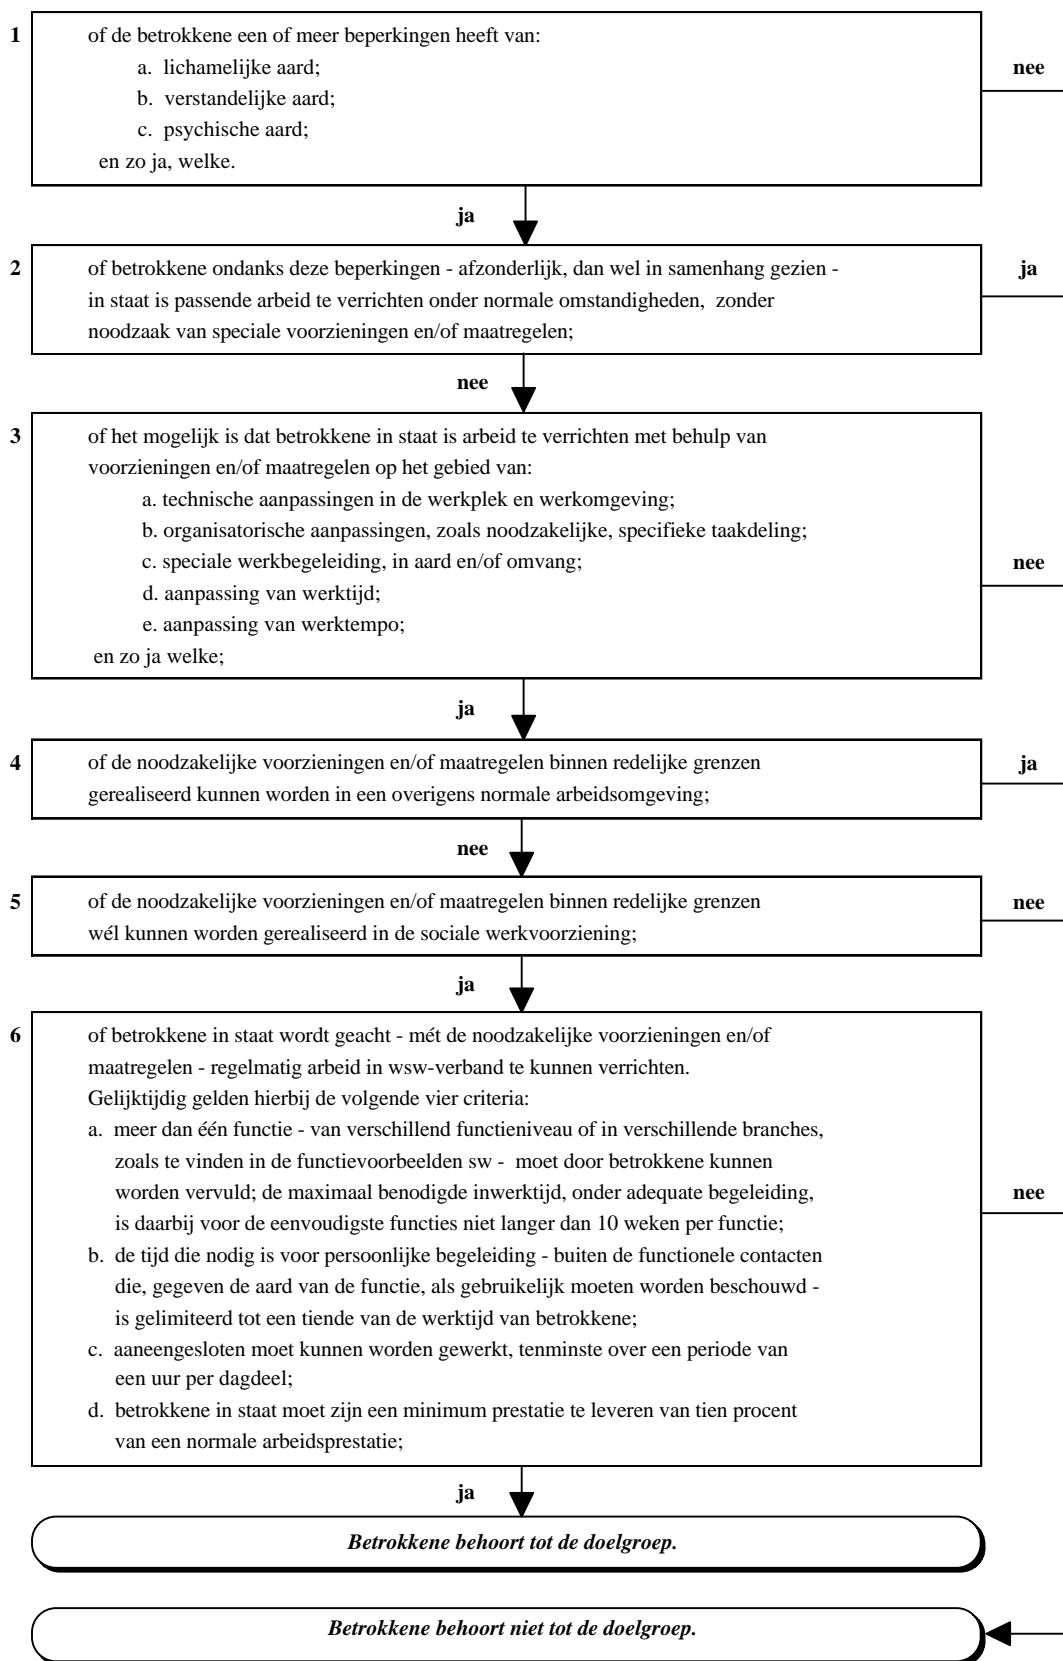 1 of de betrokkene een of meer beperkingen heeft van:
a. lichamelijke aard;
nee
b. verstandelijke aard;
c. psychische aard;
en zo ja, welke.
ja
2 of betrokkene ondanks deze beperkingen - afzonderlijk, dan wel in samenhang gezien -
ja
in staat is passende arbeid te verrichten onder normale omstandigheden, zonder
noodzaak van speciale voorzieningen en/of maatregelen;
nee
3 of het mogelijk is dat betrokkene in staat is arbeid te verrichten met behulp van
voorzieningen en/of maatregelen op het gebied van:
a. technische aanpassingen in de werkplek en werkomgeving;
b. organisatorische aanpassingen, zoals noodzakelijke, specifieke taakdeling;
c. speciale werkbegeleiding, in aard en/of omvang;
nee
d. aanpassing van werktijd;
e. aanpassing van werktempo;
en zo ja welke;
ja
4 of de noodzakelijke voorzieningen en/of maatregelen binnen redelijke grenzen
ja
gerealiseerd kunnen worden in een overigens normale arbeidsomgeving;
nee
5 of de noodzakelijke voorzieningen en/of maatregelen binnen redelijke grenzen
nee
wél kunnen worden gerealiseerd in de sociale werkvoorziening;
ja
6 of betrokkene in staat wordt geacht - mét de noodzakelijke voorzieningen en/of
maatregelen - regelmatig arbeid in wsw-verband te kunnen verrichten.
Gelijktijdig gelden hierbij de volgende vier criteria:
a. meer dan één functie - van verschillend functieniveau of in verschillende branches,
zoals te vinden in de functievoorbeelden sw - moet door betrokkene kunnen
worden vervuld; de maximaal benodigde inwerktijd, onder adequate begeleiding,
nee
is daarbij voor de eenvoudigste functies niet langer dan 10 weken per functie;
b. de tijd die nodig is voor persoonlijke begeleiding - buiten de functionele contacten
die, gegeven de aard van de functie, als gebruikelijk moeten worden beschouwd -
is gelimiteerd tot een tiende van de werktijd van betrokkene;
c. aaneengesloten moet kunnen worden gewerkt, tenminste over een periode van
een uur per dagdeel;
d. betrokkene in staat moet zijn een minimum prestatie te leveren van tien procent
van een normale arbeidsprestatie;
ja
Betrokkene behoort tot de doelgroep.
Betrokkene behoort niet tot de doelgroep.